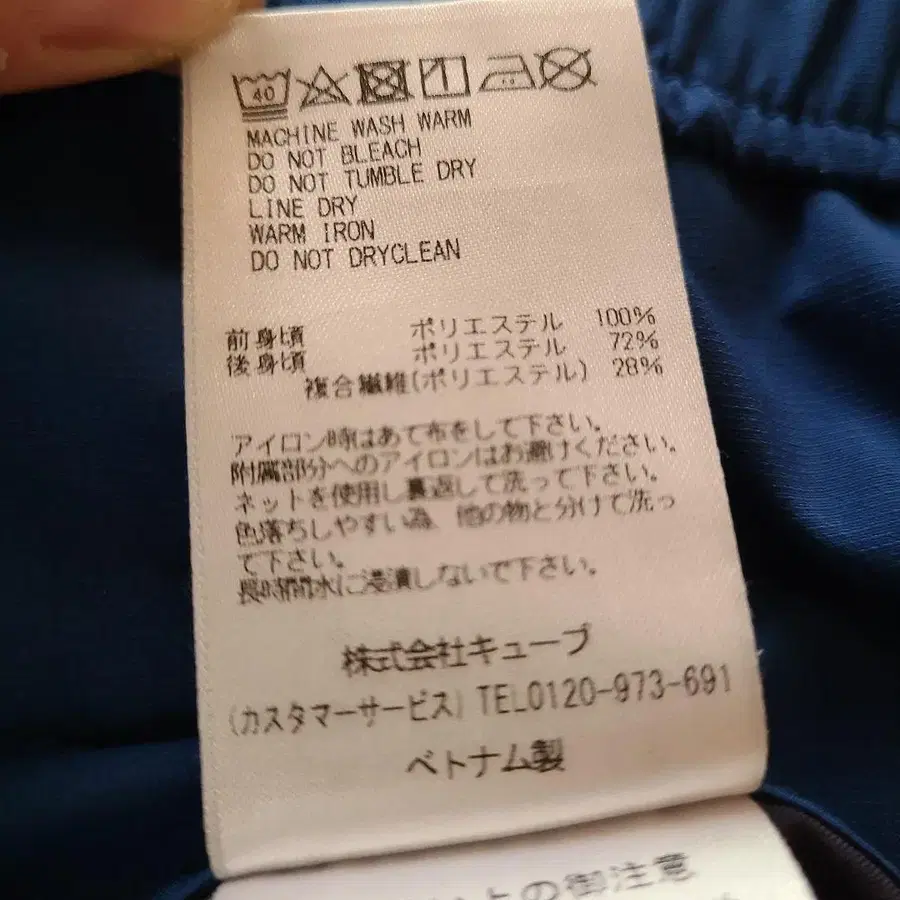 40
MACHINE WASH WARM
DO NOT BLEACH
DO NOT TUMBLE DRY
LINE DRY
WARM IRON
DO NOT DRYCLEAN
前身頃 ポリエステル 100%
後身頃 ポリエステル 72%
複合繊維(ポリエステル) 28%
アイロン時はあて布をして下さい。
附属部分へのアイロンはお避けください。
ネットを使用し裏返して洗って下さい。
色落ちしやすい為、他の物と分けて洗っ
て下さい。
長時間水に浸漬しないで下さい。
株式会社キューブ
(カスタマーサービス) TEL0120-973-691
ベトナム製
上の御注意